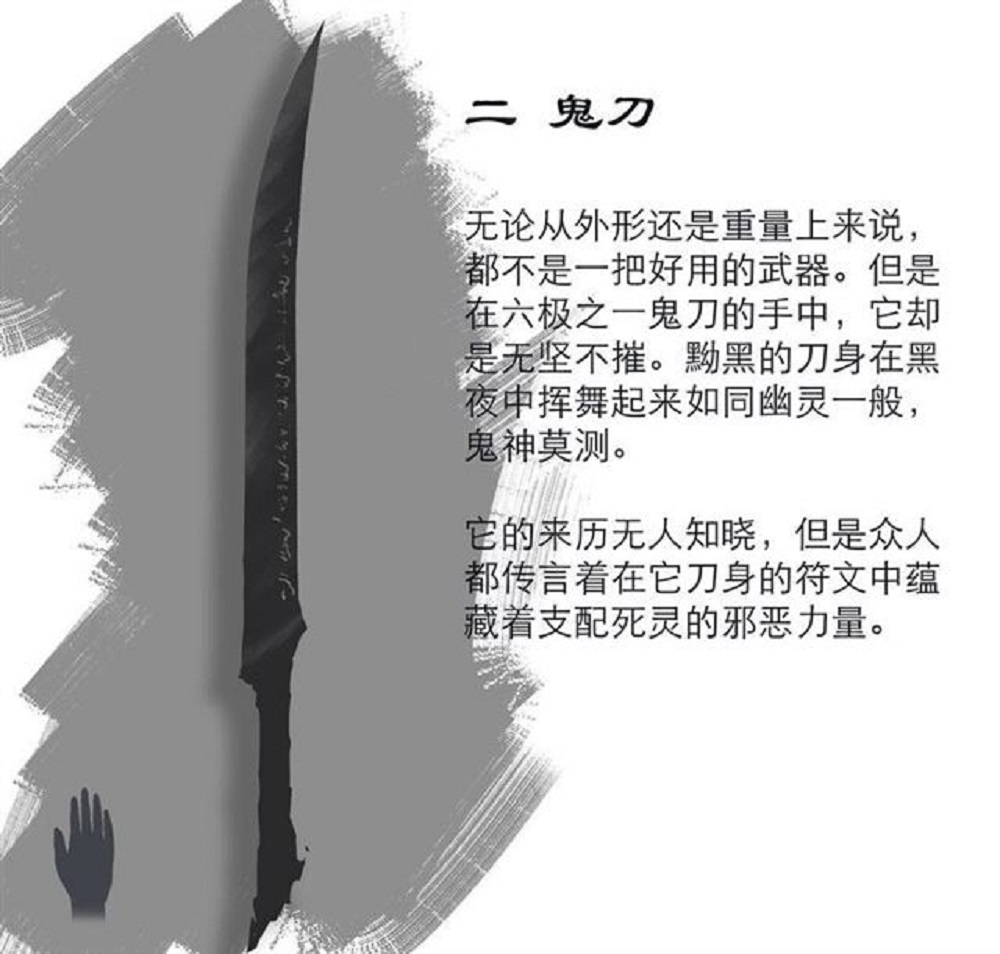 二 鬼刀
无论从外形还是重量上来说，
都不是一把好用的武器。但是
在六极之一鬼刀的手中，它却
是无坚不摧。黝黑的刀身在黑
夜中挥舞起来如同幽灵一般，
鬼神莫测。
它的来历无人知晓，但是众人
都传言着在它刀身的符文中蕴
藏着支配死灵的邪恶力量。